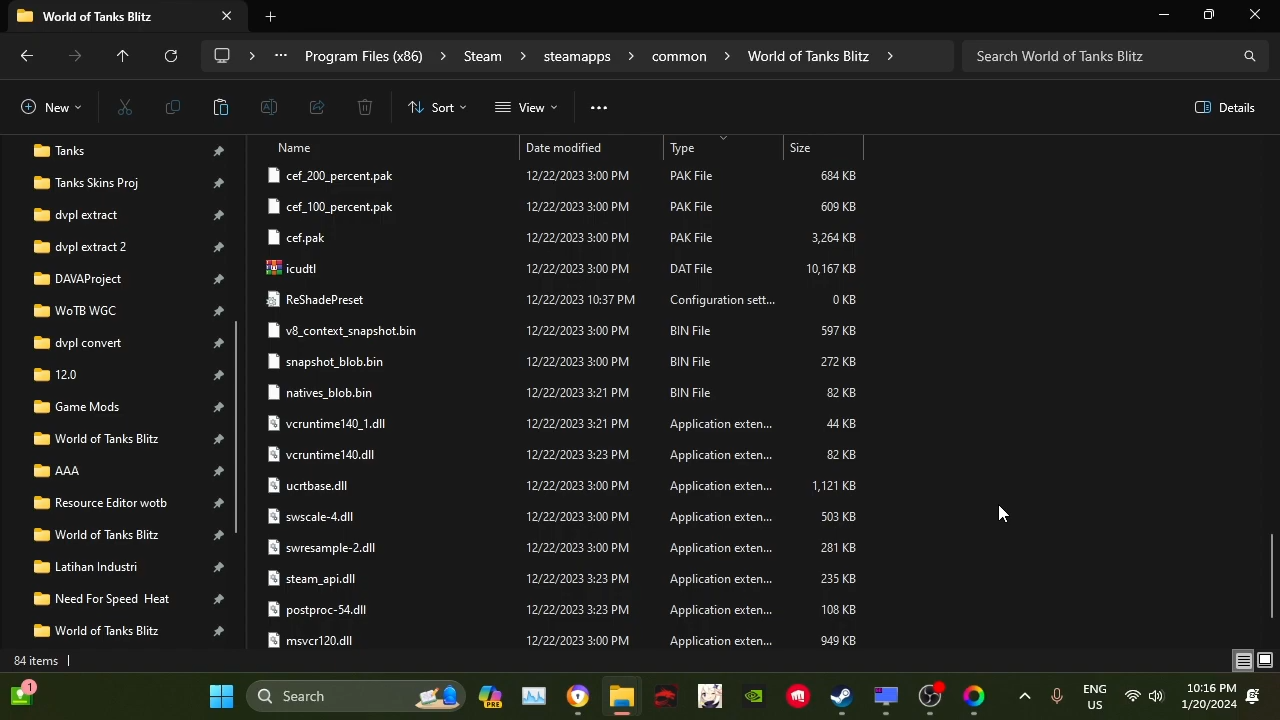 World of Tanks Blitz
Program Files (x86) Steam steamapps common World of Tanks Blitz
Search World of Tanks Blitz
New Sort View Details
Tanks
Tanks Skins Proj
dvpl extract
dvpl extract 2
DAVAProject
WoTB WGC
dvpl convert
12.0
Game Mods
World of Tanks Blitz
AAA
Resource Editor wotb
World of Tanks Blitz
Latihan Industri
Need For Speed Heat
World of Tanks Blitz
Name Date modified Type Size
cef_200_percent.pak 12/22/2023 3:00 PM PAK File 684 KB
cef_100_percent.pak 12/22/2023 3:00 PM PAK File 609 KB
cef.pak 12/22/2023 3:00 PM PAK File 3,264 KB
icudtl 12/22/2023 3:00 PM DAT File 10,167 KB
ReShadePreset 12/22/2023 10:37 PM Configuration sett... 0 KB
v8_context_snapshot.bin 12/22/2023 3:00 PM BIN File 597 KB
snapshot_blob.bin 12/22/2023 3:00 PM BIN File 272 KB
natives_blob.bin 12/22/2023 3:21 PM BIN File 82 KB
vcruntime140_1.dll 12/22/2023 3:21 PM Application exten... 44 KB
vcruntime140.dll 12/22/2023 3:23 PM Application exten... 82 KB
ucrtbase.dll 12/22/2023 3:00 PM Application exten... 1,121 KB
swscale-4.dll 12/22/2023 3:00 PM Application exten... 503 KB
swresample-2.dll 12/22/2023 3:00 PM Application exten... 281 KB
steam_api.dll 12/22/2023 3:23 PM Application exten... 235 KB
postproc-54.dll 12/22/2023 3:23 PM Application exten... 108 KB
msvcr120.dll 12/22/2023 3:00 PM Application exten... 949 KB
84 items
1 Search PRE ENG US 10:16 PM 1/20/2024